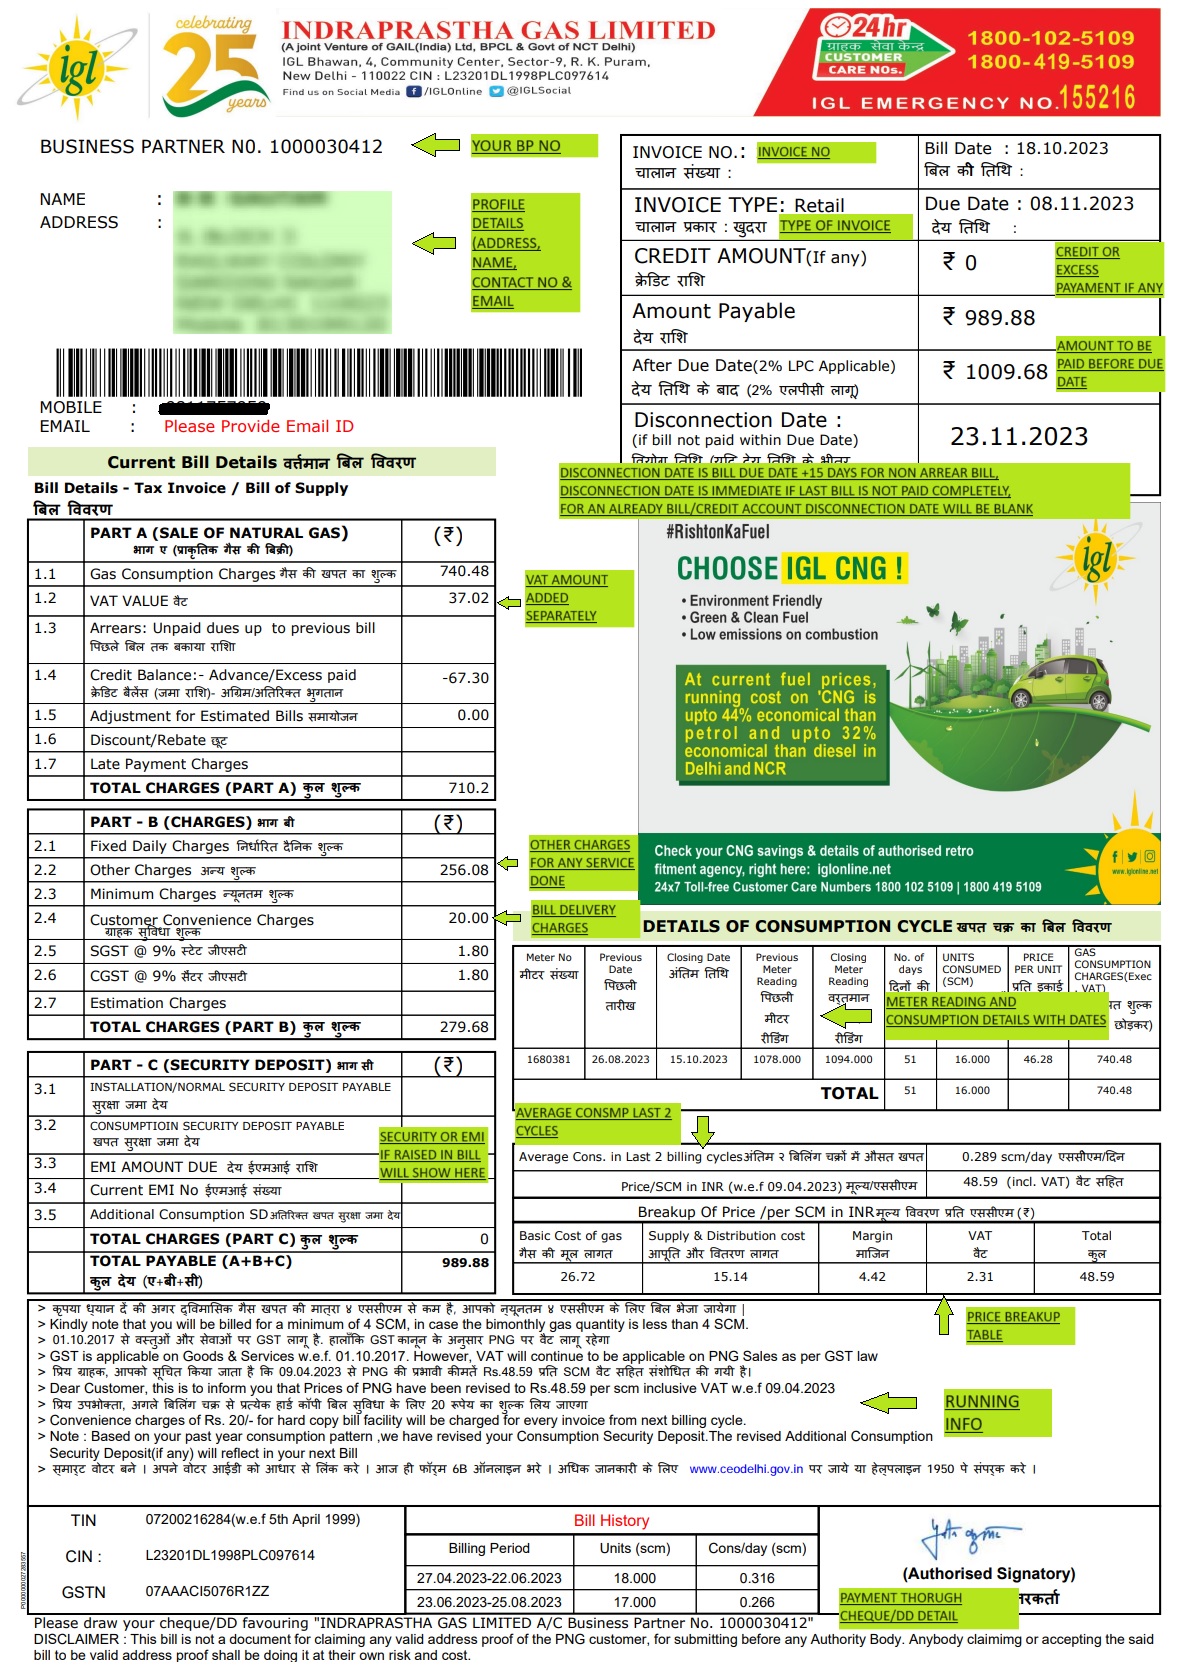 celebrating
25
years
igl
INDRAPRASTHA GAS LIMITED
(A joint Venture of GAIL(India) Ltd, BPCL & Govt of NCT Delhi)
IGL Bhawan, 4, Community Center, Sector-9, R. K. Puram,
New Delhi - 110022 CIN : L23201DL1998PLC097614
Find us on Social Media /IGLOnline @IGLSocial
24hr
ग्राहक सेवा केन्द्र
CUSTOMER
CARE NOs.
1800-102-5109
1800-419-5109
IGL EMERGENCY NO.155216
BUSINESS PARTNER N0. 1000030412
YOUR BP NO
NAME :
ADDRESS :
PROFILE
DETAILS
(ADDRESS,
NAME,
CONTACT NO &
EMAIL
MOBILE :
EMAIL : Please Provide Email ID
INVOICE NO.: INVOICE NO
चालान संख्या :
Bill Date : 18.10.2023
बिल की तिथि :
INVOICE TYPE: Retail
चालान प्रकार : खुदरा TYPE OF INVOICE
Due Date : 08.11.2023
देय तिथि :
CREDIT AMOUNT(If any)
क्रेडिट राशि
₹ 0
CREDIT OR
EXCESS
PAYAMENT IF ANY
Amount Payable
देय राशि
₹ 989.88
After Due Date(2% LPC Applicable)
देय तिथि के बाद (2% एलपीसी लागू)
₹ 1009.68
AMOUNT TO BE
PAID BEFORE DUE
DATE
Disconnection Date :
(if bill not paid within Due Date)
23.11.2023
DISCONNECTION DATE IS BILL DUE DATE +15 DAYS FOR NON ARREAR BILL,
DISCONNECTION DATE IS IMMEDIATE IF LAST BILL IS NOT PAID COMPLETELY,
FOR AN ALREADY BILL/CREDIT ACCOUNT DISCONNECTION DATE WILL BE BLANK
Current Bill Details वर्त्तमान बिल विवरण
Bill Details - Tax Invoice / Bill of Supply
बिल विवरण
PART A (SALE OF NATURAL GAS) (₹)
भाग ए (प्राकृतिक गैस की बिक्री)
1.1 Gas Consumption Charges गैस की खपत का शुल्क 740.48
1.2 VAT VALUE वैट 37.02
VAT AMOUNT
ADDED
SEPARATELY
1.3 Arrears: Unpaid dues up to previous bill
पिछले बिल तक बकाया राशि
1.4 Credit Balance:- Advance/Excess paid -67.30
क्रेडिट बैलेंस (जमा राशि)- अग्रिम/अतिरिक्त भुगतान
1.5 Adjustment for Estimated Bills समायोजन 0.00
1.6 Discount/Rebate छूट
1.7 Late Payment Charges
TOTAL CHARGES (PART A) कुल शुल्क 710.2
PART - B (CHARGES) भाग बी (₹)
2.1 Fixed Daily Charges निर्धारित दैनिक शुल्क
2.2 Other Charges अन्य शुल्क 256.08
OTHER CHARGES
FOR ANY SERVICE
DONE
2.3 Minimum Charges न्यूनतम शुल्क
2.4 Customer Convenience Charges 20.00
ग्राहक सुविधा शुल्क
BILL DELIVERY
CHARGES
2.5 SGST @ 9% स्टेट जीएसटी 1.80
2.6 CGST @ 9% सैंटर जीएसटी 1.80
2.7 Estimation Charges
TOTAL CHARGES (PART B) कुल शुल्क 279.68
PART - C (SECURITY DEPOSIT) भाग सी (₹)
3.1 INSTALLATION/NORMAL SECURITY DEPOSIT PAYABLE
सुरक्षा जमा देय
3.2 CONSUMPTIOIN SECURITY DEPOSIT PAYABLE
खपत सुरक्षा जमा देय
SECURITY OR EMI
IF RAISED IN BILL
WILL SHOW HERE
3.3 EMI AMOUNT DUE देय ईएमआई राशि
3.4 Current EMI No ईएमआई संख्या
3.5 Additional Consumption SD अतिरिक्त खपत सुरक्षा जमा देय
TOTAL CHARGES (PART C) कुल शुल्क 0
TOTAL PAYABLE (A+B+C) 989.88
कुल देय (ए+बी+सी)
#RishtonKaFuel
CHOOSE IGL CNG !
• Environment Friendly
• Green & Clean Fuel
• Low emissions on combustion
igl
At current fuel prices,
running cost on 'CNG is
upto 44% economical than
petrol and upto 32%
economical than diesel in
Delhi and NCR
Check your CNG savings & details of authorised retro
fitment agency, right here: iglonline.net
24x7 Toll-free Customer Care Numbers 1800 102 5109 | 1800 419 5109
www.iglonline.net
DETAILS OF CONSUMPTION CYCLE खपत चक्र का बिल विवरण
Meter No
मीटर संख्या
Previous
Date
पिछली
तारीख
Closing Date
अंतिम तिथि
Previous
Meter
Reading
पिछली
मीटर
रीडिंग
Closing
Meter
Reading
वर्तमान
रीडिंग
No. of
days
दिनों की
UNITS
CONSUMED
(SCM)
PRICE
PER UNIT
प्रति इकाई
GAS
CONSUMPTION
CHARGES(Exec
. VAT)
शुल्क
छोड़कर)
METER READING AND
CONSUMPTION DETAILS WITH DATES
1680381 26.08.2023 15.10.2023 1078.000 1094.000 51 16.000 46.28 740.48
TOTAL 51 16.000 740.48
AVERAGE CONSMP LAST 2
CYCLES
Average Cons. in Last 2 billing cycles अंतिम २ बिलिंग चक्रों में औसत खपत 0.289 scm/day एससीएम/दिन
Price/SCM in INR (w.e.f 09.04.2023) मूल्य/एससीएम 48.59 (incl. VAT) वैट सहित
Breakup Of Price /per SCM in INR मूल्य विवरण प्रति एससीएम (₹)
Basic Cost of gas Supply & Distribution cost Margin VAT Total
गैस की मूल लागत आपूति और वितरण लागत माजिन वैट कुल
26.72 15.14 4.42 2.31 48.59
PRICE BREAKUP
TABLE
> कृपया ध्यान दें की अगर द्विमासिक गैस खपत की मात्रा ४ एससीएम से कम है, आपको न्यूनतम ४ एससीएम के लिए बिल भेजा जायेगा |
> Kindly note that you will be billed for a minimum of 4 SCM, in case the bimonthly gas quantity is less than 4 SCM.
> 01.10.2017 से वस्तुओं और सेवाओं पर GST लागू है. हालाँकि GST कानून के अनुसार PNG पर वैट लागू रहेगा
> GST is applicable on Goods & Services w.e.f. 01.10.2017. However, VAT will continue to be applicable on PNG Sales as per GST law
> प्रिय ग्राहक, आपको सूचित किया जाता है कि 09.04.2023 से PNG की प्रभावी कीमतें Rs.48.59 प्रति SCM वैट सहित संशोधित की गयी है।
> Dear Customer, this is to inform you that Prices of PNG have been revised to Rs.48.59 per scm inclusive VAT w.e.f 09.04.2023
> प्रिय उपभोक्ता, अगले बिलिंग चक्र से प्रत्येक हार्ड कॉपी बिल सुविधा के लिए 20 रूपेय का शुल्क लिया जाएगा
> Convenience charges of Rs. 20/- for hard copy bill facility will be charged for every invoice from next billing cycle.
> Note : Based on your past year consumption pattern ,we have revised your Consumption Security Deposit.The revised Additional Consumption
Security Deposit(if any) will reflect in your next Bill
> स्मार्ट वोटर बने । अपने वोटर आईडी को आधार से लिंक करे । आज ही फॉर्म 6B ऑनलाइन भरे । अधिक जानकारी के लिए www.ceodelhi.gov.in पर जाये या हेल्पलाइन 1950 पे संपर्क करे ।
RUNNING
INFO
TIN 07200216284(w.e.f 5th April 1999)
CIN : L23201DL1998PLC097614
GSTN 07AAACI5076R1ZZ
Bill History
Billing Period Units (scm) Cons/day (scm)
27.04.2023-22.06.2023 18.000 0.316
23.06.2023-25.08.2023 17.000 0.266
(Authorised Signatory)
PAYMENT THORUGH
CHEQUE/DD DETAIL
Please draw your cheque/DD favouring "INDRAPRASTHA GAS LIMITED A/C Business Partner No. 1000030412"
DISCLAIMER : This bill is not a document for claiming any valid address proof of the PNG customer, for submitting before any Authority Body. Anybody claimimg or accepting the said
bill to be valid address proof shall be doing it at their own risk and cost.